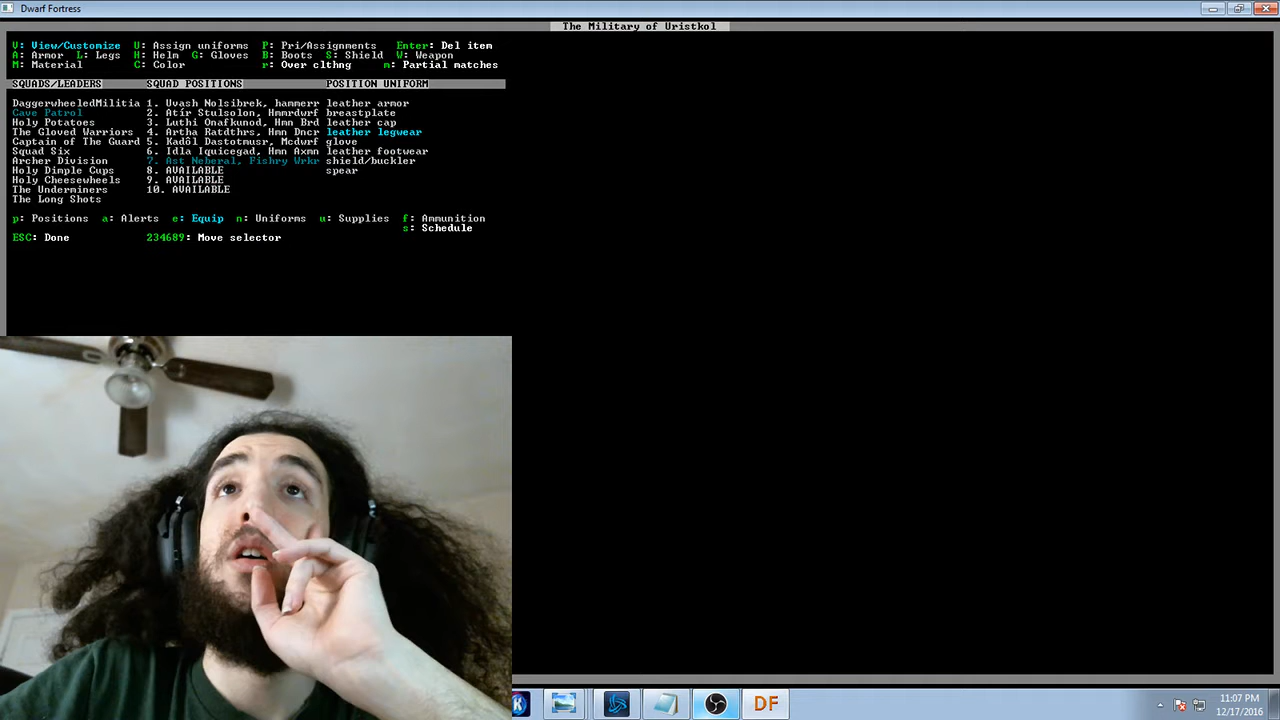 Dwarf Fortress
The Military of Uristkol
V: View/Customize U: Assign uniforms P: Pri/Assignments Enter: Del item
A: Armor L: Legs H: Helm G: Gloves B: Boots S: Shield W: Weapon
M: Material C: Color r: Over clthng m: Partial matches
SQUADS/LEADERS SQUAD POSITIONS POSITION UNIFORM
DaggerwheeledMilitia 1. Uvash Nolsibrek, hammerr leather armor
Cave Patrol 2. Atír Stulsolon, Hmmrdwrf breastplate
Holy Potatoes 3. Luthi Onafkunod, Hmn Brd leather cap
The Gloved Warriors 4. Artha Ratdthrs, Hmn Dncr leather legwear
Captain of The Guard 5. Kadôl Dastotmusr, Mcdwrf glove
Squad Six 6. Idla Iquicegad, Hmn Axmn leather footwear
Archer Division 7. Ast Neberal, Fishry Wrkr shield/buckler
Holy Dimple Cups 8. AVAILABLE spear
Holy Cheesewheels 9. AVAILABLE
The Underminers 10. AVAILABLE
The Long Shots
p: Positions a: Alerts e: Equip n: Uniforms u: Supplies f: Ammunition
s: Schedule
ESC: Done 234689: Move selector
K
DF
11:07 PM
12/17/2016